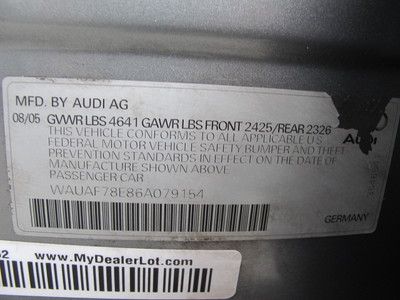 MFD. BY AUDI AG
08/05 GVWR LBS 4641 GAWR LBS FRONT 2425/REAR 2326
THIS VEHICLE CONFORMS TO ALL APPLICABLE U.S
FEDERAL MOTOR VEHICLE SAFETY BUMPER AND THEFT
PREVENTION STANDARDS IN EFFECT ON THE DATE OF
MANUFACTURE SHOWN ABOVE
PASSENGER CAR
WAUAF78E86A079154
Audi
GERMANY
www.MyDealerLot.com